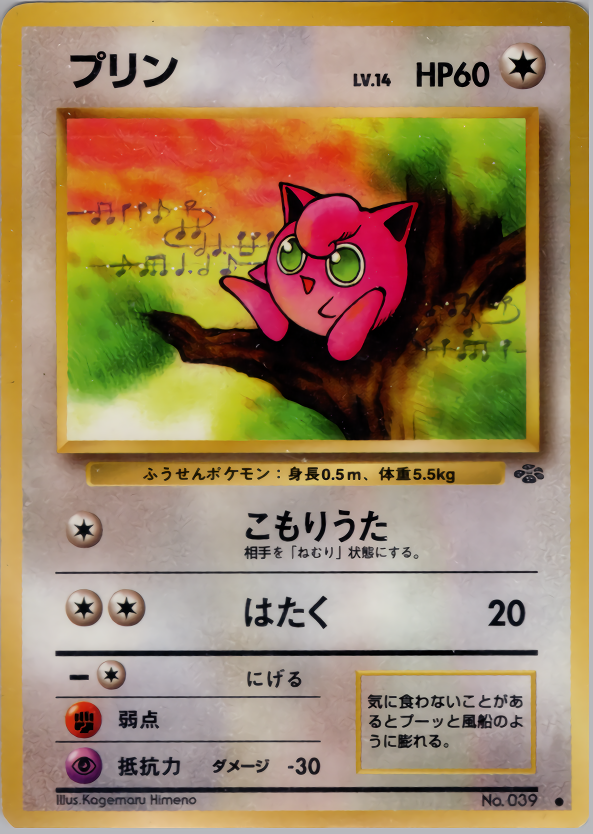 プリン LV.14 HP60
ふうせんポケモン：身長0.5m、体重5.5kg
こもりうた
相手を「ねむり」状態にする。
はたく 20
にげる
弱点
抵抗力 ダメージ -30
気に食わないことがあ
るとプーッと風船のよ
うに膨れる。
Illus.Kagemaru Himeno No.039